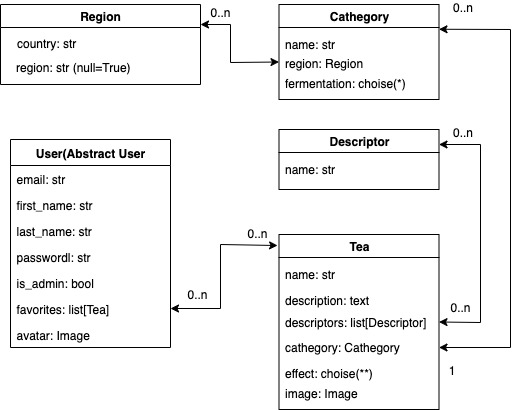 Region
country: str
region: str (null=True)
0..n
Cathegory
name: str
region: Region
fermentation: choise(*)
0..n
Descriptor
name: str
0..n
User(Abstract User
email: str
first_name: str
last_name: str
passwordl: str
is_admin: bool
favorites: list[Tea]
avatar: Image
0..n
0..n
Tea
name: str
description: text
descriptors: list[Descriptor]
cathegory: Cathegory
effect: choise(**)
image: Image
0..n
1